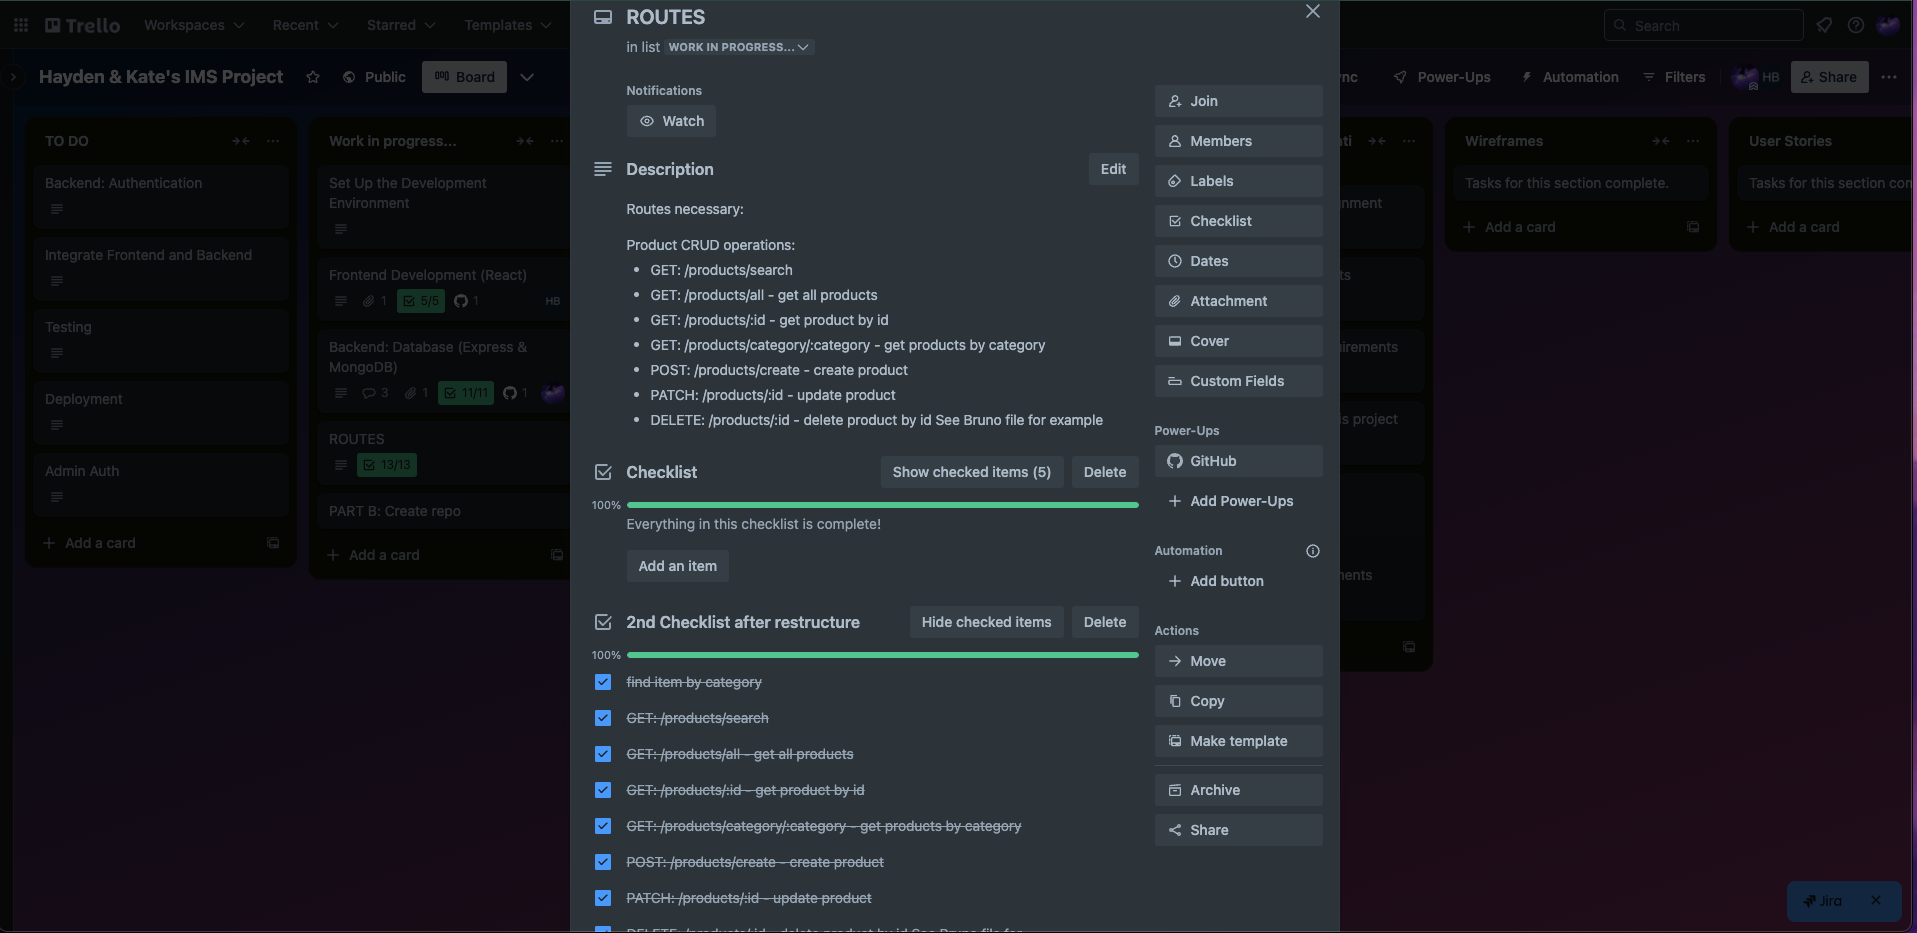 Trello
Workspaces
Recent
Starred
Templates
Search
Hayden & Kate's IMS Project
Public
Board
Power-Ups
Automation
Filters
HB
Share
TO DO
Backend: Authentication
Integrate Frontend and Backend
Testing
Deployment
Admin Auth
Add a card
Work in progress...
Set Up the Development
Environment
Frontend Development (React)
1
5/5
1
HB
Backend: Database (Express &
MongoDB)
3
1
11/11
1
ROUTES
13/13
PART B: Create repo
Add a card
ROUTES
in list WORK IN PROGRESS...
Notifications
Watch
Description
Edit
Routes necessary:
Product CRUD operations:
• GET: /products/search
• GET: /products/all - get all products
• GET: /products/:id - get product by id
• GET: /products/category/:category - get products by category
• POST: /products/create - create product
• PATCH: /products/:id - update product
• DELETE: /products/:id - delete product by id See Bruno file for example
Checklist
Show checked items (5)
Delete
100%
Everything in this checklist is complete!
Add an item
2nd Checklist after restructure
Hide checked items
Delete
100%
find item by category
GET: /products/search
GET: /products/all - get all products
GET: /products/:id - get product by id
GET: /products/category/:category - get products by category
POST: /products/create - create product
PATCH: /products/:id - update product
DELETE: /products/:id - delete product by id See Bruno file for
Join
Members
Labels
Checklist
Dates
Attachment
Cover
Custom Fields
Power-Ups
GitHub
Add Power-Ups
Automation
Add button
Actions
Move
Copy
Make template
Archive
Share
Wireframes
Tasks for this section complete.
Add a card
User Stories
Tasks for this section con
Add a card
s project
Jira